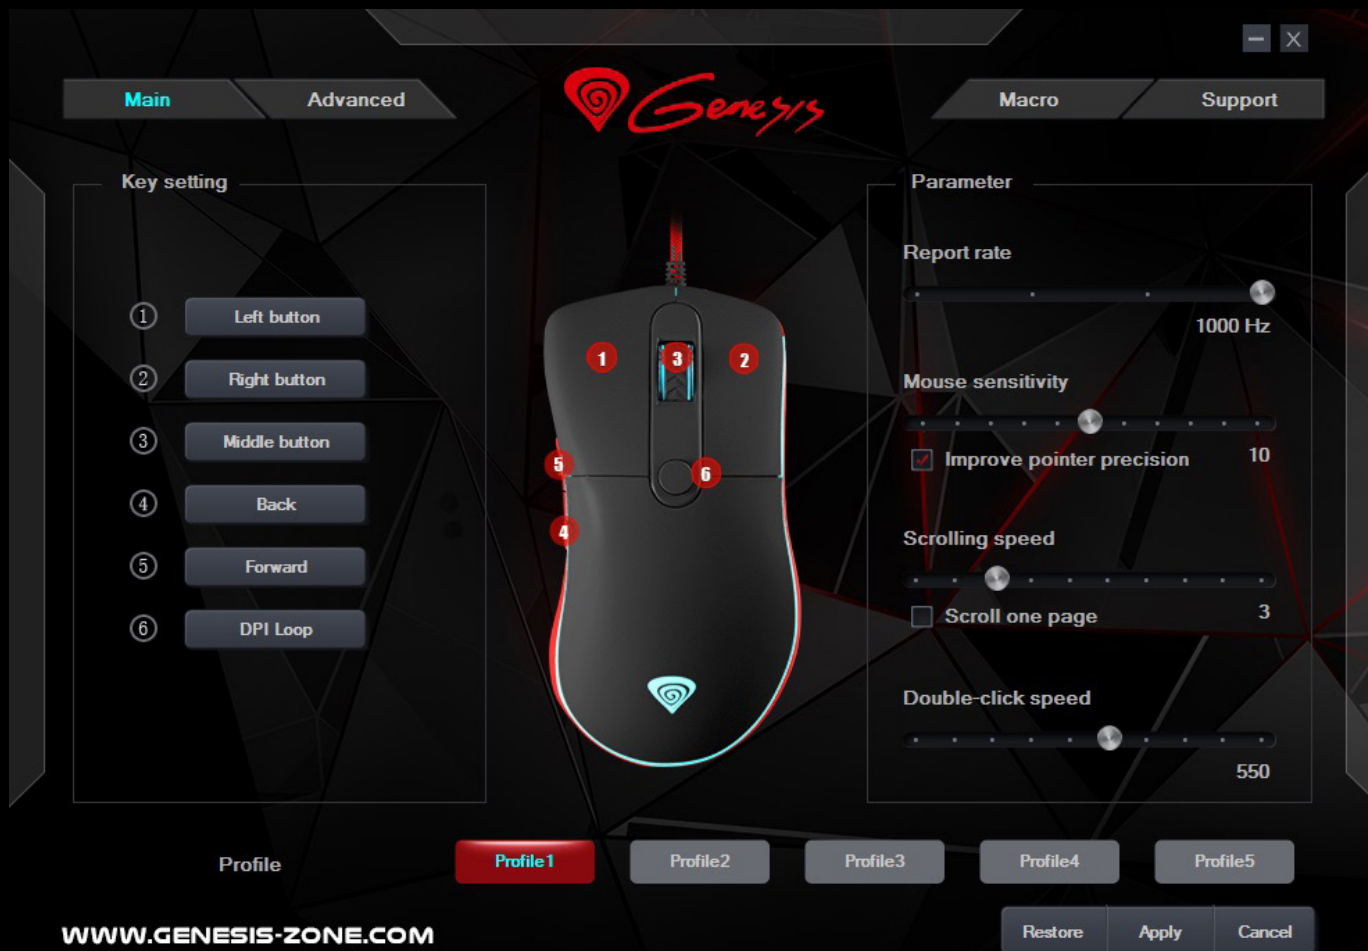 Main
Advanced
Genesis
Macro
Support
Key setting
1 Left button
2 Right button
3 Middle button
4 Back
5 Forward
6 DPI Loop
1
3
2
5
6
4
Parameter
Report rate
1000 Hz
Mouse sensitivity
Improve pointer precision 10
Scrolling speed
Scroll one page 3
Double-click speed
550
Profile Profile1 Profile2 Profile3 Profile4 Profile5
WWW.GENESIS-ZONE.COM
Restore Apply Cancel